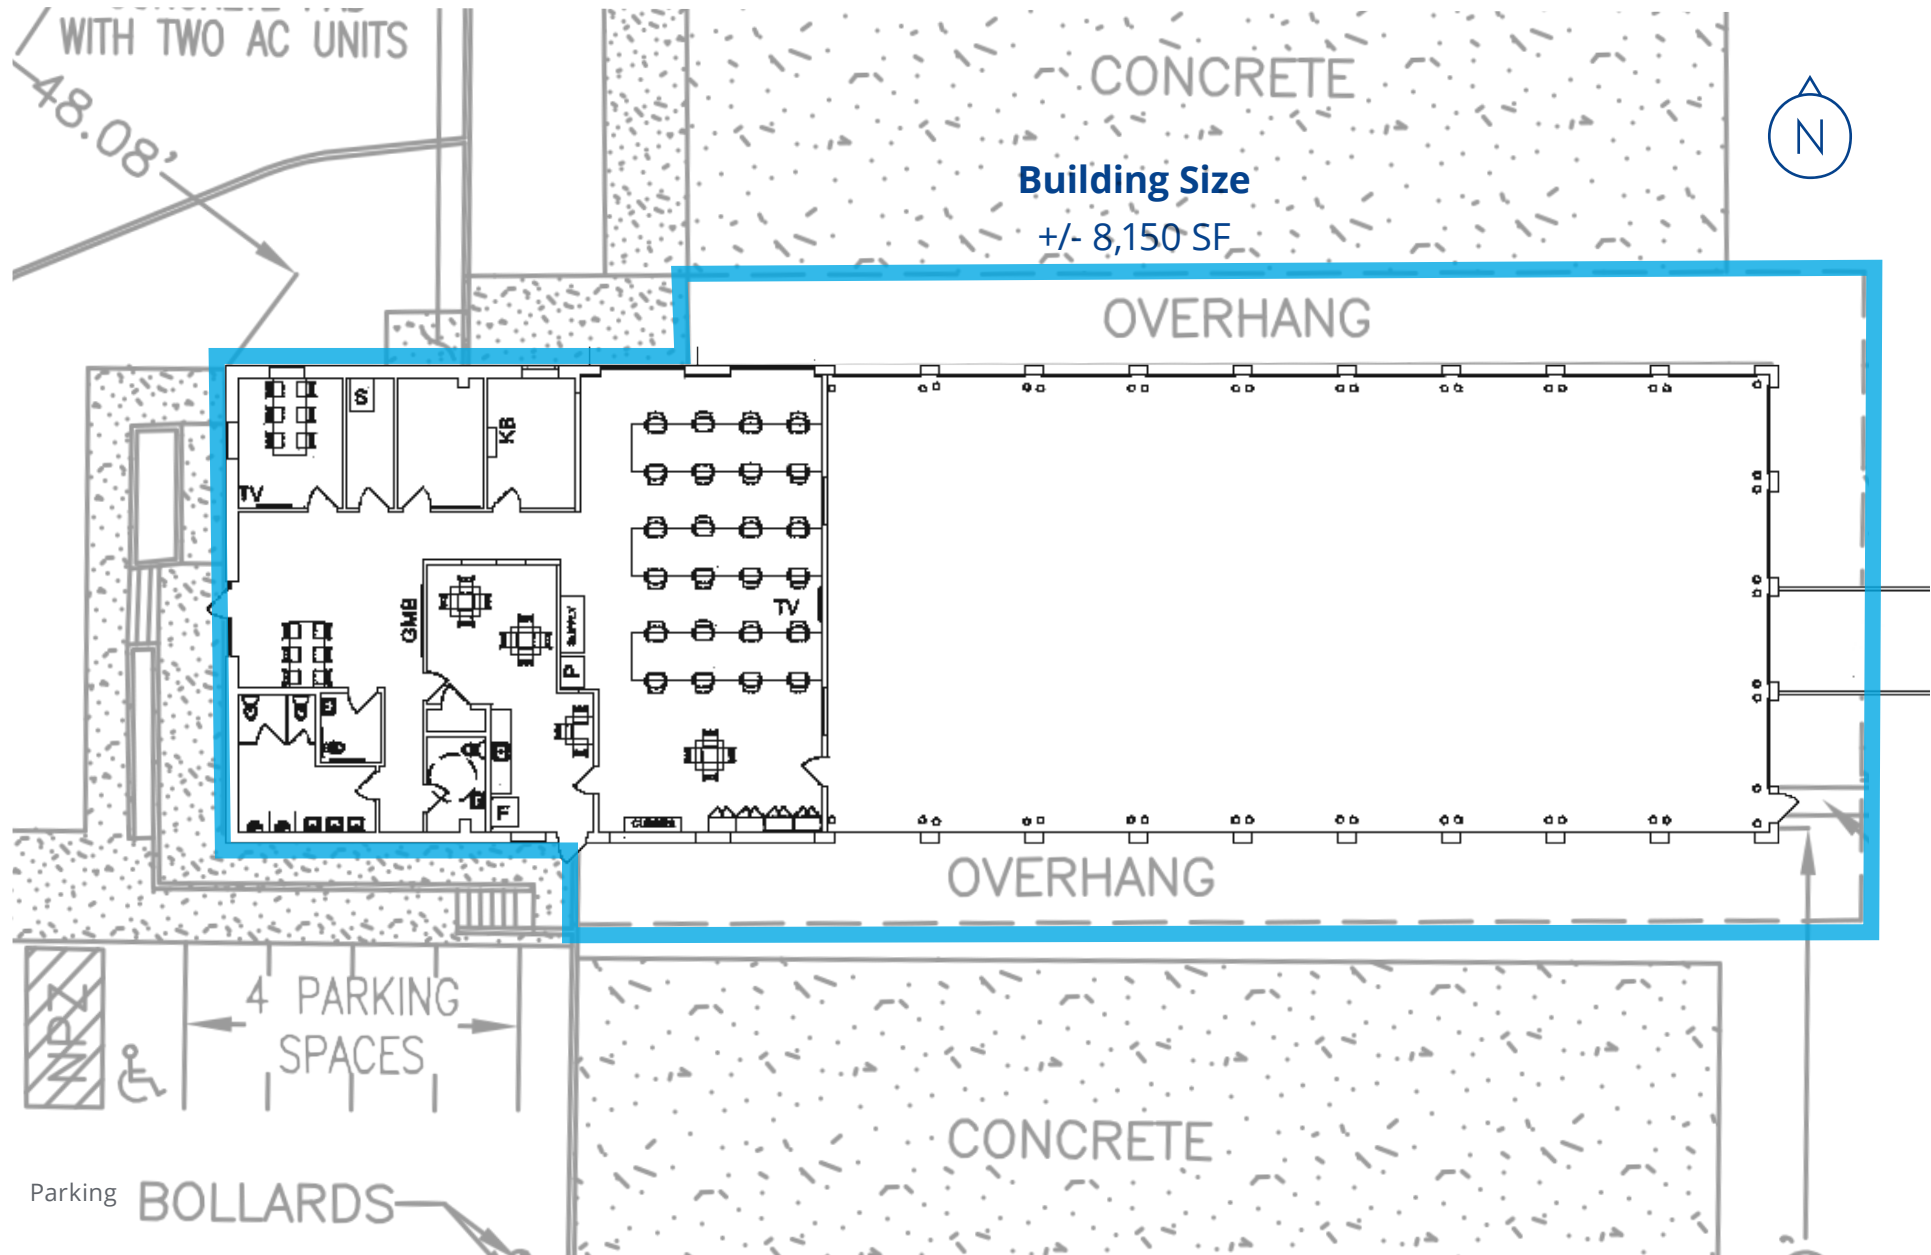 WITH TWO AC UNITS
48.08'
CONCRETE
N
Building Size
+/- 8,150 SF
OVERHANG
S
KB
TV
GMB
SUPPLY
TV
P
F
OVERHANG
4 PARKING
SPACES
CONCRETE
Parking
BOLLARDS